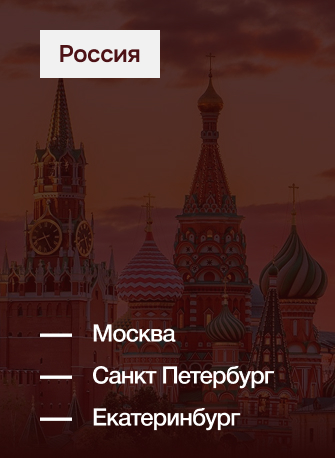 Россия
Москва
Санкт Петербург
Екатеринбург